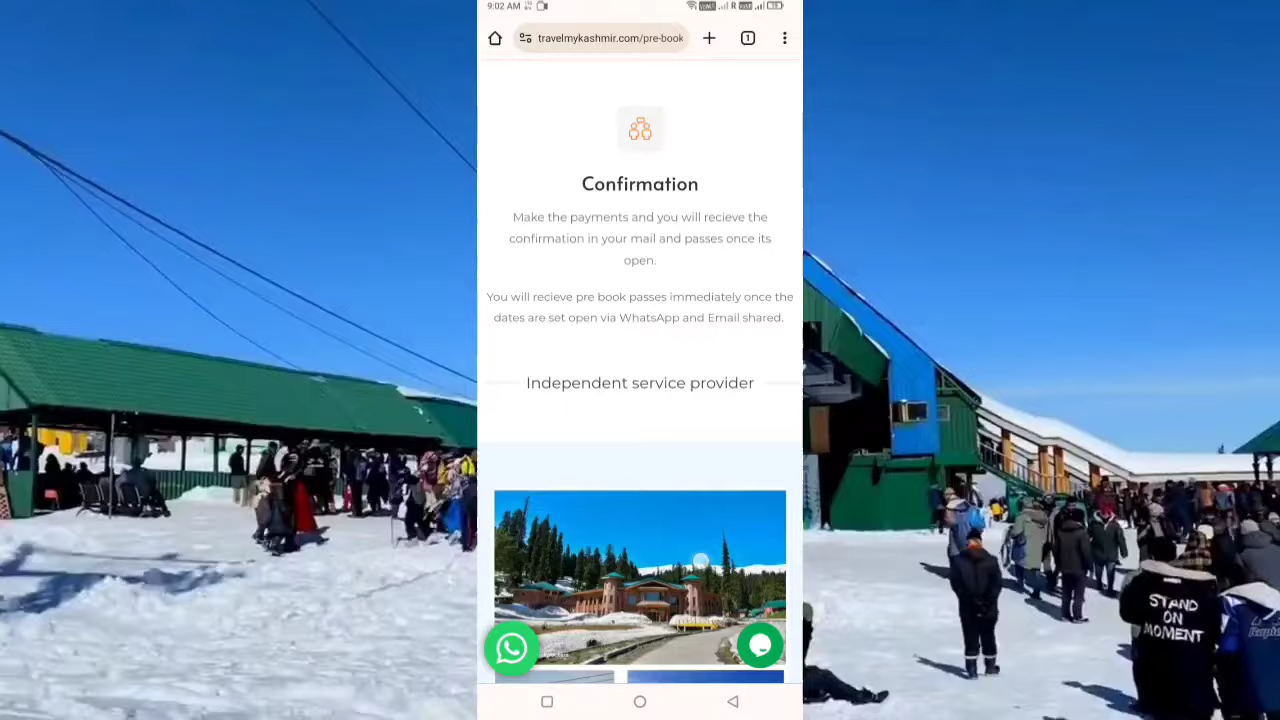 9:02 AM
R
travelmykashmir.com/pre-book
1
Confirmation
Make the payments and you will recieve the
confirmation in your mail and passes once its
open.
You will recieve pre book passes immediately once the
dates are set open via WhatsApp and Email shared.
Independent service provider
STAND
ON
MOMENT